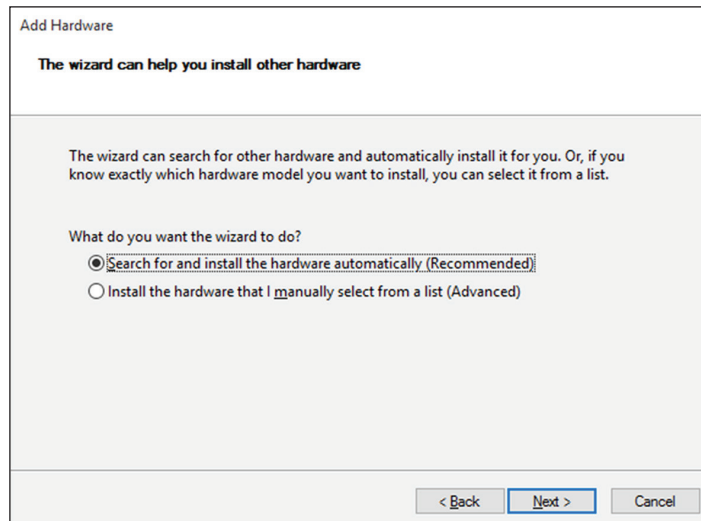 Add Hardware
The wizard can help you install other hardware
The wizard can search for other hardware and automatically install it for you. Or, if you
know exactly which hardware model you want to install, you can select it from a list.
What do you want the wizard to do?
Search for and install the hardware automatically (Recommended)
Install the hardware that I manually select from a list (Advanced)
< Back Next > Cancel